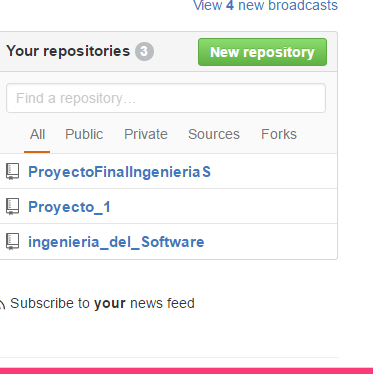 View 4 new broadcasts
Your repositories 3 New repository
Find a repository...
All Public Private Sources Forks
ProyectoFinalIngenieriaS
Proyecto_1
ingenieria_del_Software
Subscribe to your news feed